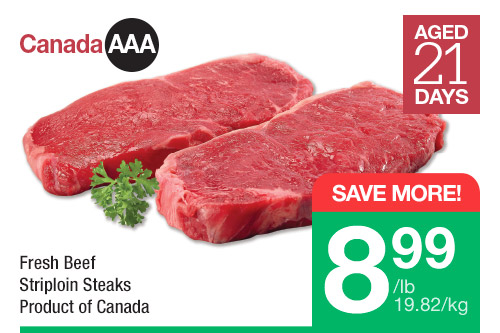 Canada AAA
AGED
21
DAYS
SAVE MORE!
8 99
/lb
19.82/kg
Fresh Beef
Striploin Steaks
Product of Canada